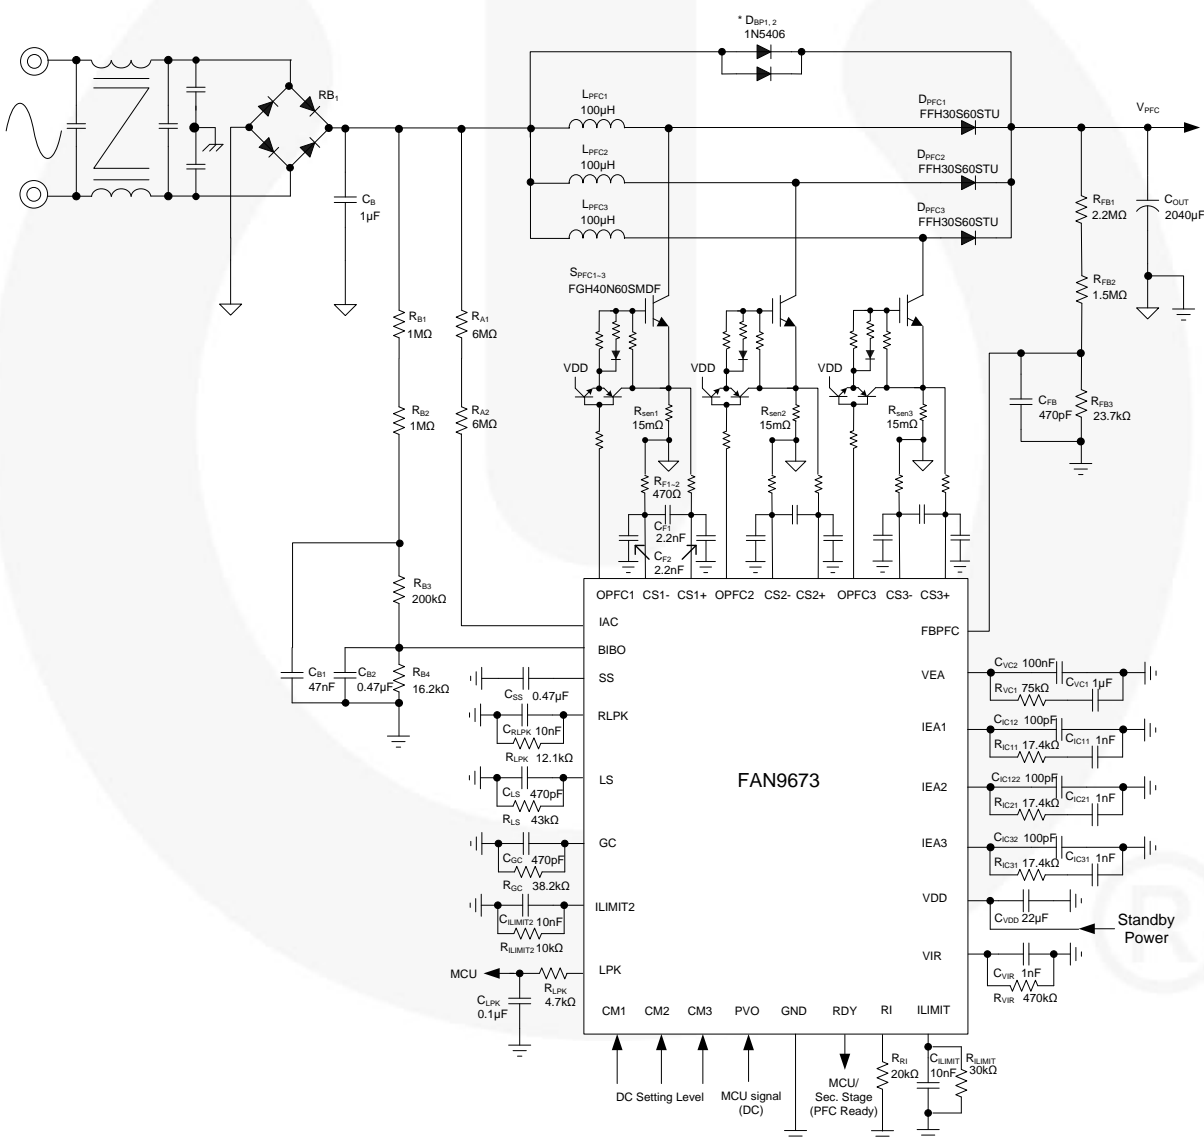 * DBP1, 2
1N5406
RB1
LPFC1
100µH
DPFC1
FFH30S60STU
VPFC
LPFC2
100µH
DPFC2
FFH30S60STU
LPFC3
100µH
DPFC3
FFH30S60STU
CB
1µF
RFB1
2.2MΩ
COUT
2040µF
SPFC1~3
FGH40N60SMDF
RFB2
1.5MΩ
RB1
1MΩ
RA1
6MΩ
VDD
VDD
VDD
RB2
1MΩ
RA2
6MΩ
Rsen1
15mΩ
Rsen2
15mΩ
Rsen3
15mΩ
CFB
470pF
RFB3
23.7kΩ
RF1~2
470Ω
CF1
2.2nF
CF2
2.2nF
RB3
200kΩ
OPFC1 CS1- CS1+ OPFC2 CS2- CS2+ OPFC3 CS3- CS3+
IAC
FBPFC
BIBO
CB1
47nF
CB2
0.47µF
RB4
16.2kΩ
SS
CSS 0.47µF
VEA
CVC2 100nF
CVC1 1µF
RVC1 75kΩ
RLPK
CRLPK 10nF
RLPK 12.1kΩ
IEA1
CIC12 100pF
CIC11 1nF
RIC11 17.4kΩ
LS
CLS 470pF
RLS 43kΩ
FAN9673
IEA2
CIC122 100pF
CIC21 1nF
RIC21 17.4kΩ
GC
CGC 470pF
RGC 38.2kΩ
IEA3
CIC32 100pF
CIC31 1nF
RIC31 17.4kΩ
ILIMIT2
CILIMIT2 10nF
RILIMIT2 10kΩ
VDD
CVDD 22µF
Standby
Power
LPK
MCU
RLPK
4.7kΩ
CLPK
0.1µF
VIR
CVIR 1nF
RVIR 470kΩ
CM1 CM2 CM3 PVO GND RDY RI ILIMIT
DC Setting Level
MCU signal
(DC)
MCU/
Sec. Stage
(PFC Ready)
RRI
20kΩ
CILIMIT
10nF
RILIMIT
30kΩ
®